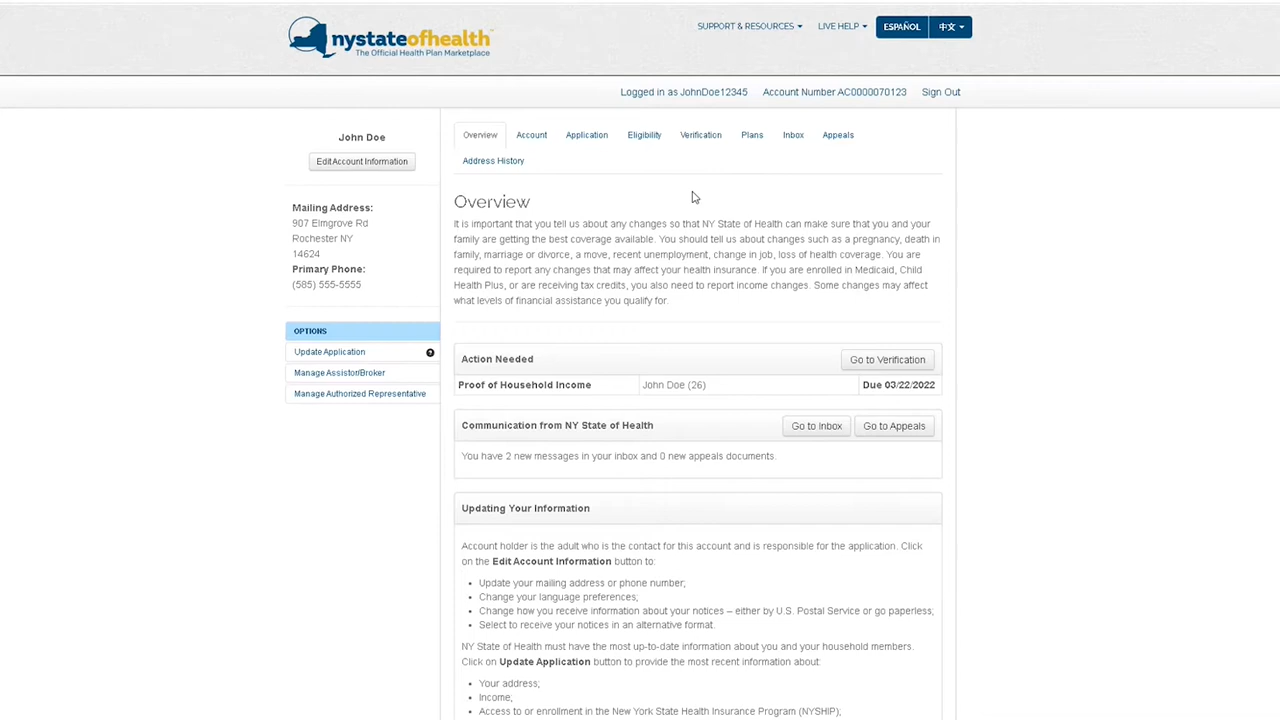 nystateofhealth
The Official Health Plan Marketplace
SUPPORT & RESOURCES
LIVE HELP
ESPAÑOL
中文
Logged in as JohnDoe12345
Account Number AC0000070123
Sign Out
John Doe
Edit Account Information
Mailing Address:
907 Elmgrove Rd
Rochester NY
14624
Primary Phone:
(585) 555-5555
OPTIONS
Update Application ?
Manage Assistor/Broker
Manage Authorized Representative
Overview Account Application Eligibility Verification Plans Inbox Appeals
Address History
Overview
It is important that you tell us about any changes so that NY State of Health can make sure that you and your
family are getting the best coverage available. You should tell us about changes such as a pregnancy, death in
family, marriage or divorce, a move, recent unemployment, change in job, loss of health coverage. You are
required to report any changes that may affect your health insurance. If you are enrolled in Medicaid, Child
Health Plus, or are receiving tax credits, you also need to report income changes. Some changes may affect
what levels of financial assistance you qualify for.
Action Needed
Go to Verification
Proof of Household Income John Doe (26) Due 03/22/2022
Communication from NY State of Health
Go to Inbox
Go to Appeals
You have 2 new messages in your inbox and 0 new appeals documents.
Updating Your Information
Account holder is the adult who is the contact for this account and is responsible for the application. Click
on the Edit Account Information button to:
• Update your mailing address or phone number;
• Change your language preferences;
• Change how you receive information about your notices – either by U.S. Postal Service or go paperless;
• Select to receive your notices in an alternative format.
NY State of Health must have the most up-to-date information about you and your household members.
Click on Update Application button to provide the most recent information about:
• Your address;
• Income;
• Access to or enrollment in the New York State Health Insurance Program (NYSHIP);